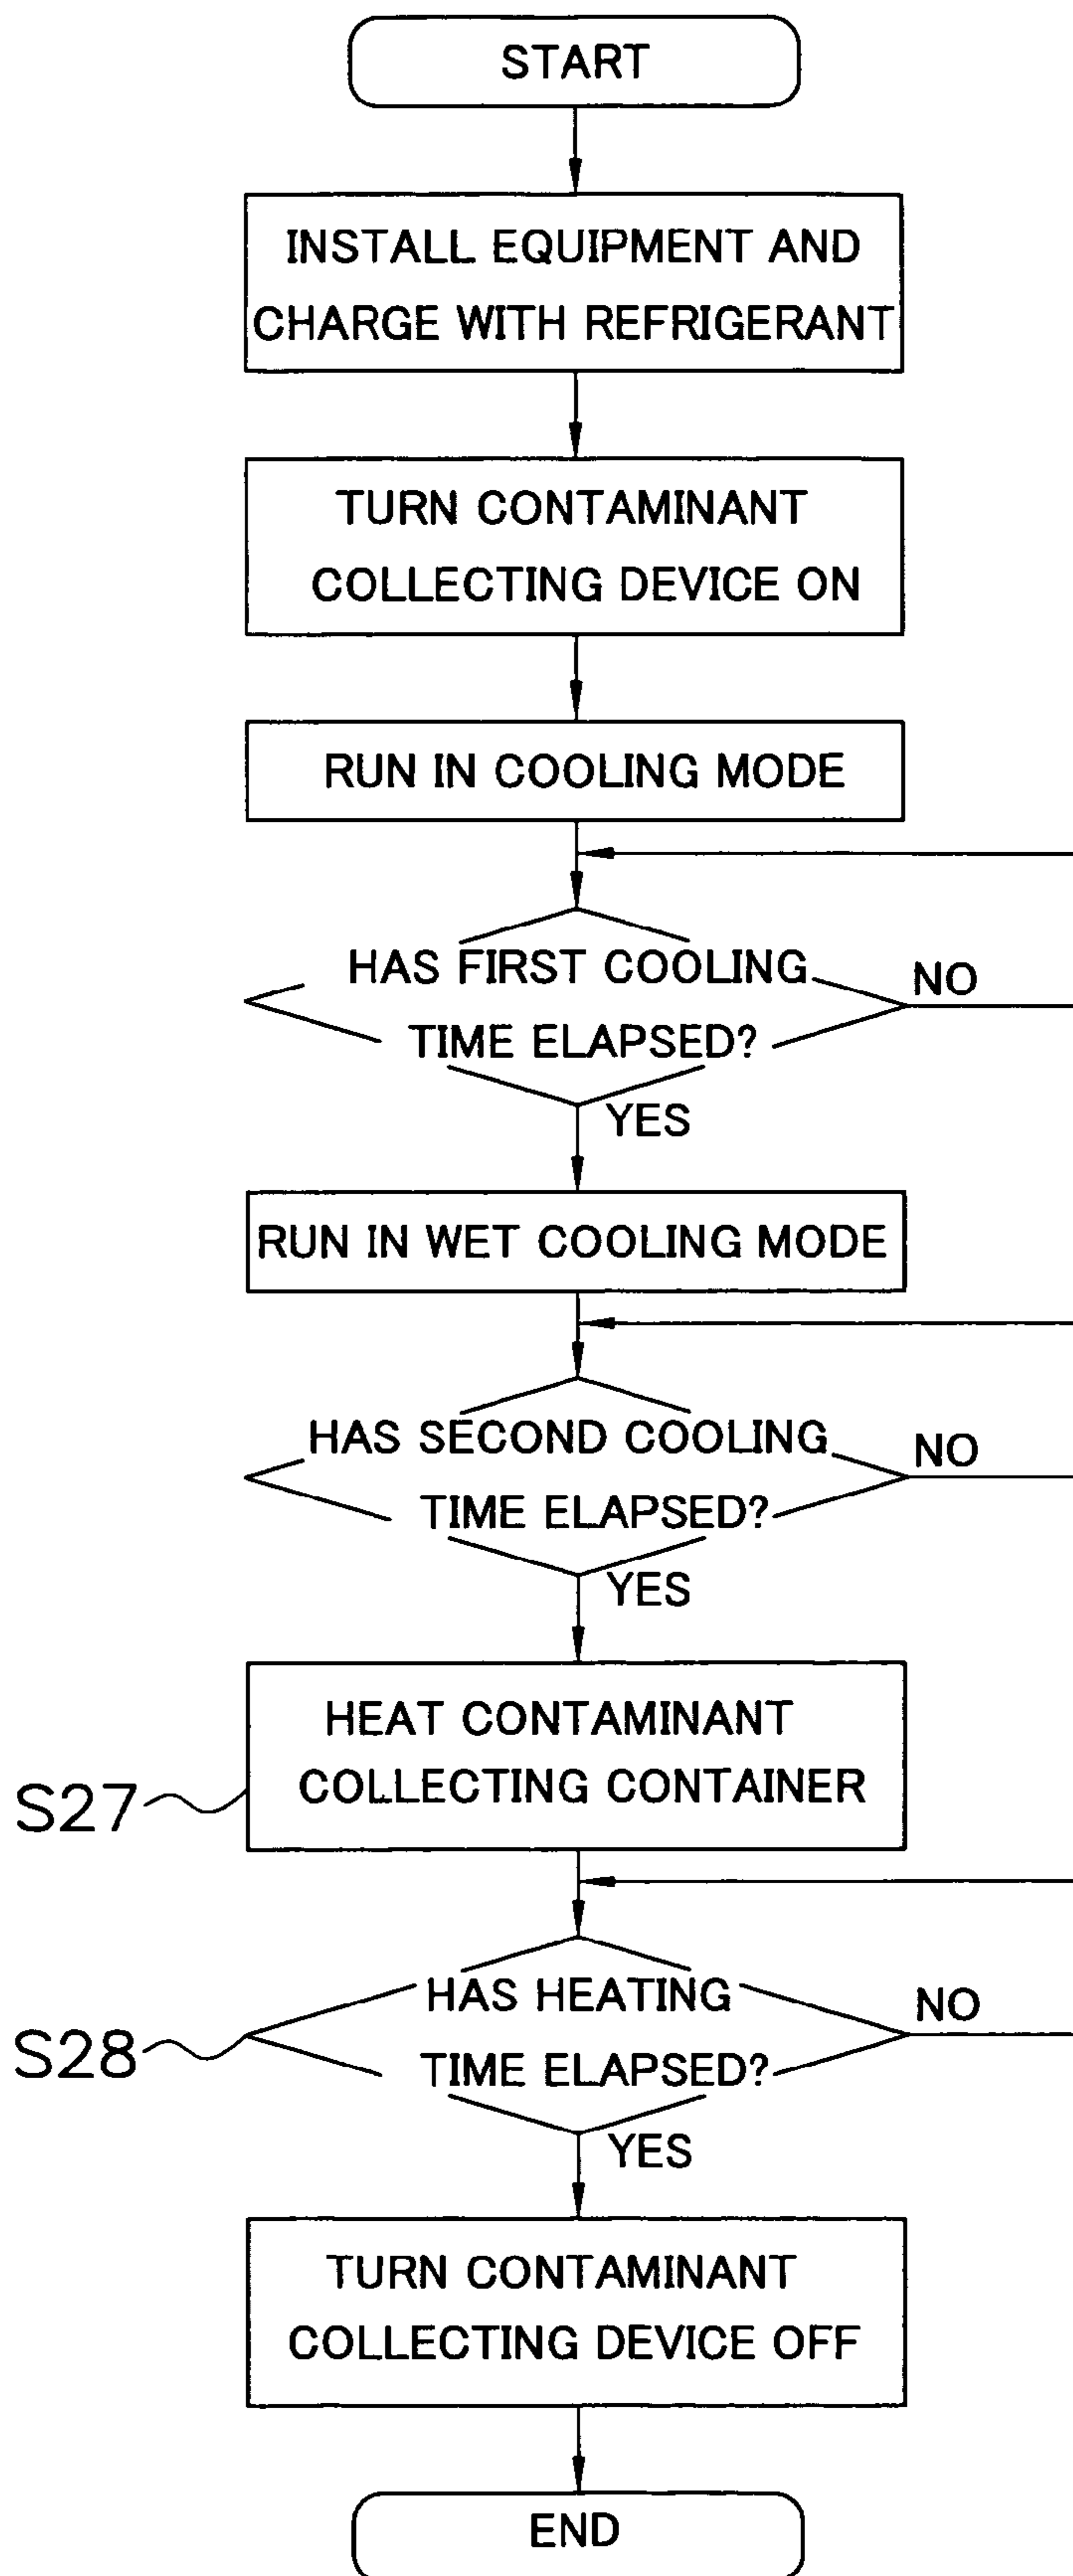 START
INSTALL EQUIPMENT AND
CHARGE WITH REFRIGERANT
TURN CONTAMINANT
COLLECTING DEVICE ON
RUN IN COOLING MODE
HAS FIRST COOLING
TIME ELAPSED?
NO
YES
RUN IN WET COOLING MODE
HAS SECOND COOLING
TIME ELAPSED?
NO
YES
HEAT CONTAMINANT
COLLECTING CONTAINER
S27
HAS HEATING
TIME ELAPSED?
NO
S28
YES
TURN CONTAMINANT
COLLECTING DEVICE OFF
END